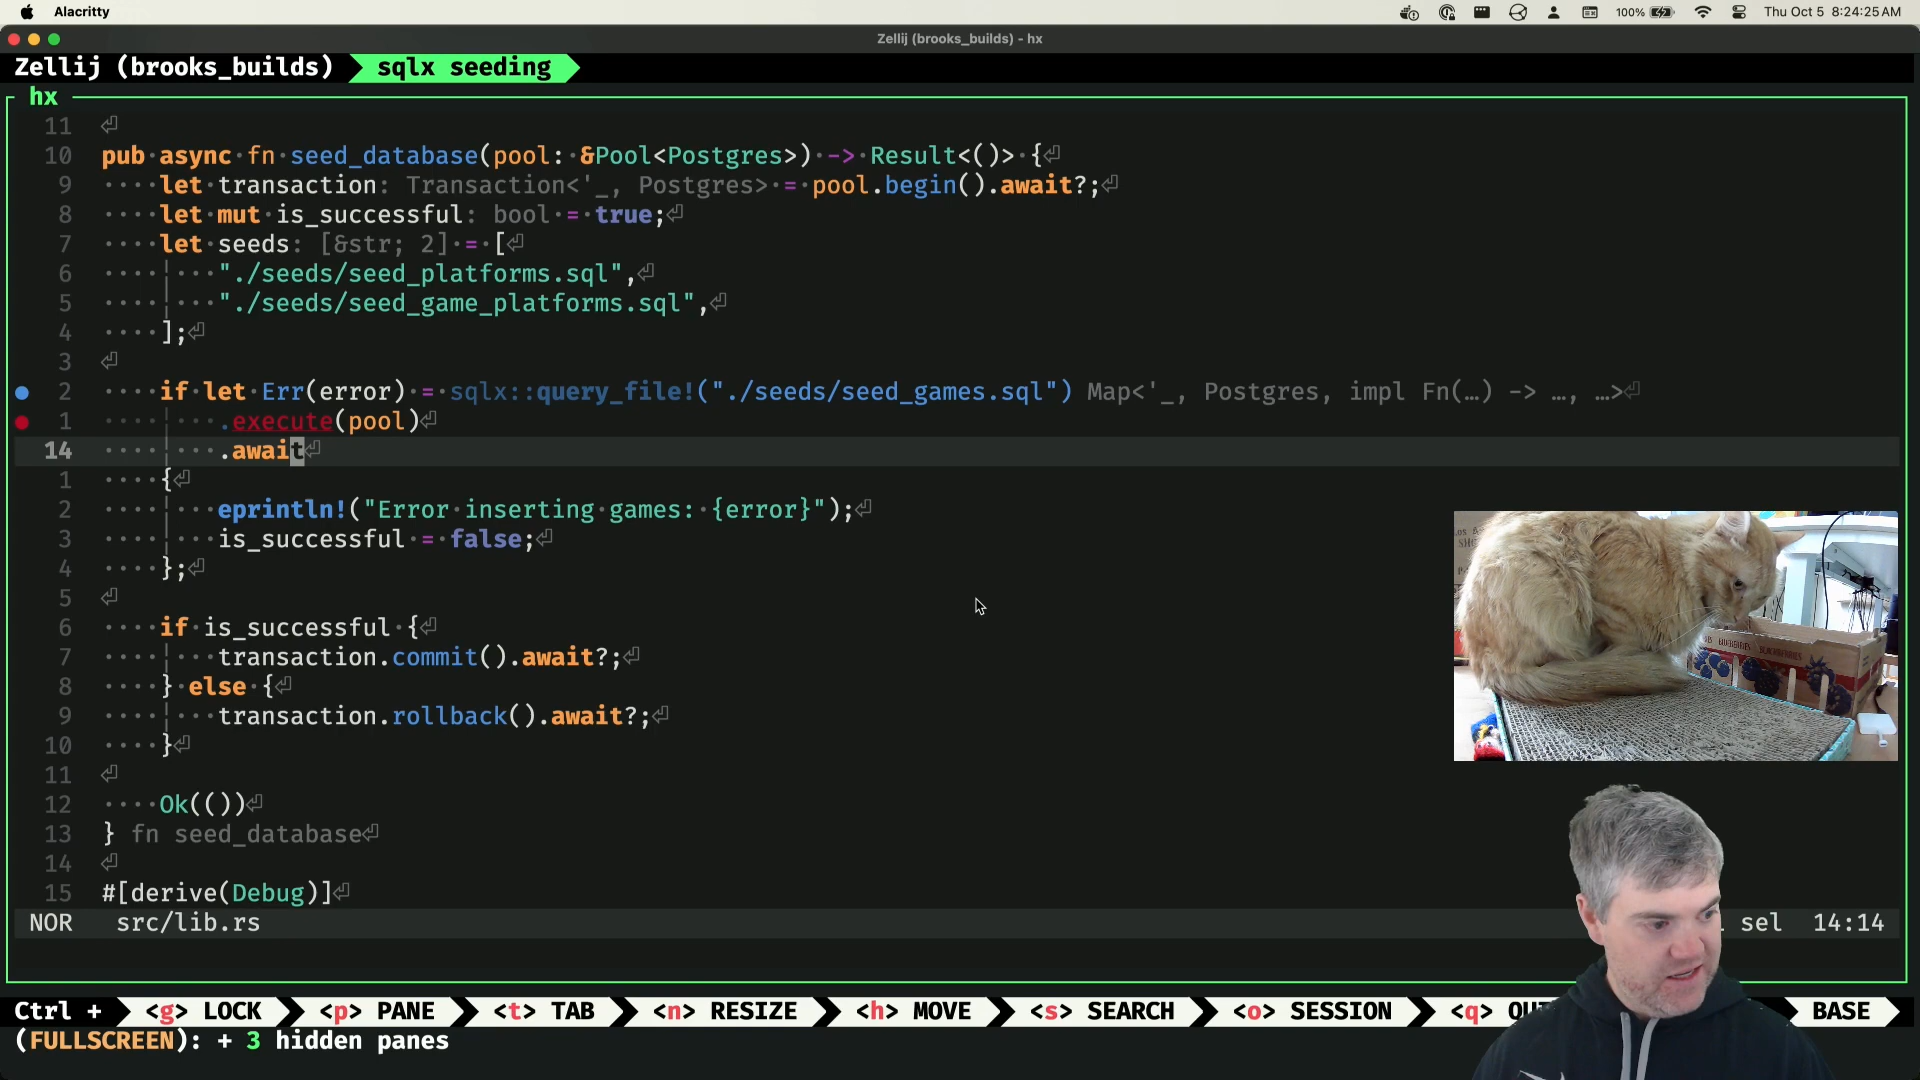 Alacritty
100%
Thu Oct 5 8:24:25 AM
Zellij (brooks_builds) - hx
Zellij (brooks_builds) sqlx seeding
hx
11
10 pub async fn seed_database(pool: &Pool<Postgres>) -> Result<()> {
9 let transaction: Transaction<'_, Postgres> = pool.begin().await?;
8 let mut is_successful: bool = true;
7 let seeds: [&str; 2] = [
6 "./seeds/seed_platforms.sql",
5 "./seeds/seed_game_platforms.sql",
4 ];
3
2 if let Err(error) = sqlx::query_file!("./seeds/seed_games.sql") Map<'_, Postgres, impl Fn(…) -> …, …>
1 .execute(pool)
14 .await
1 {
2 eprintln!("Error inserting games: {error}");
3 is_successful = false;
4 };
5
6 if is_successful {
7 transaction.commit().await?;
8 } else {
9 transaction.rollback().await?;
10 }
11
12 Ok(())
13 } fn seed_database
14
15 #[derive(Debug)]
NOR src/lib.rs
sel 14:14
Ctrl + <g> LOCK <p> PANE <t> TAB <n> RESIZE <h> MOVE <s> SEARCH <o> SESSION <q> BASE
(FULLSCREEN): + 3 hidden panes